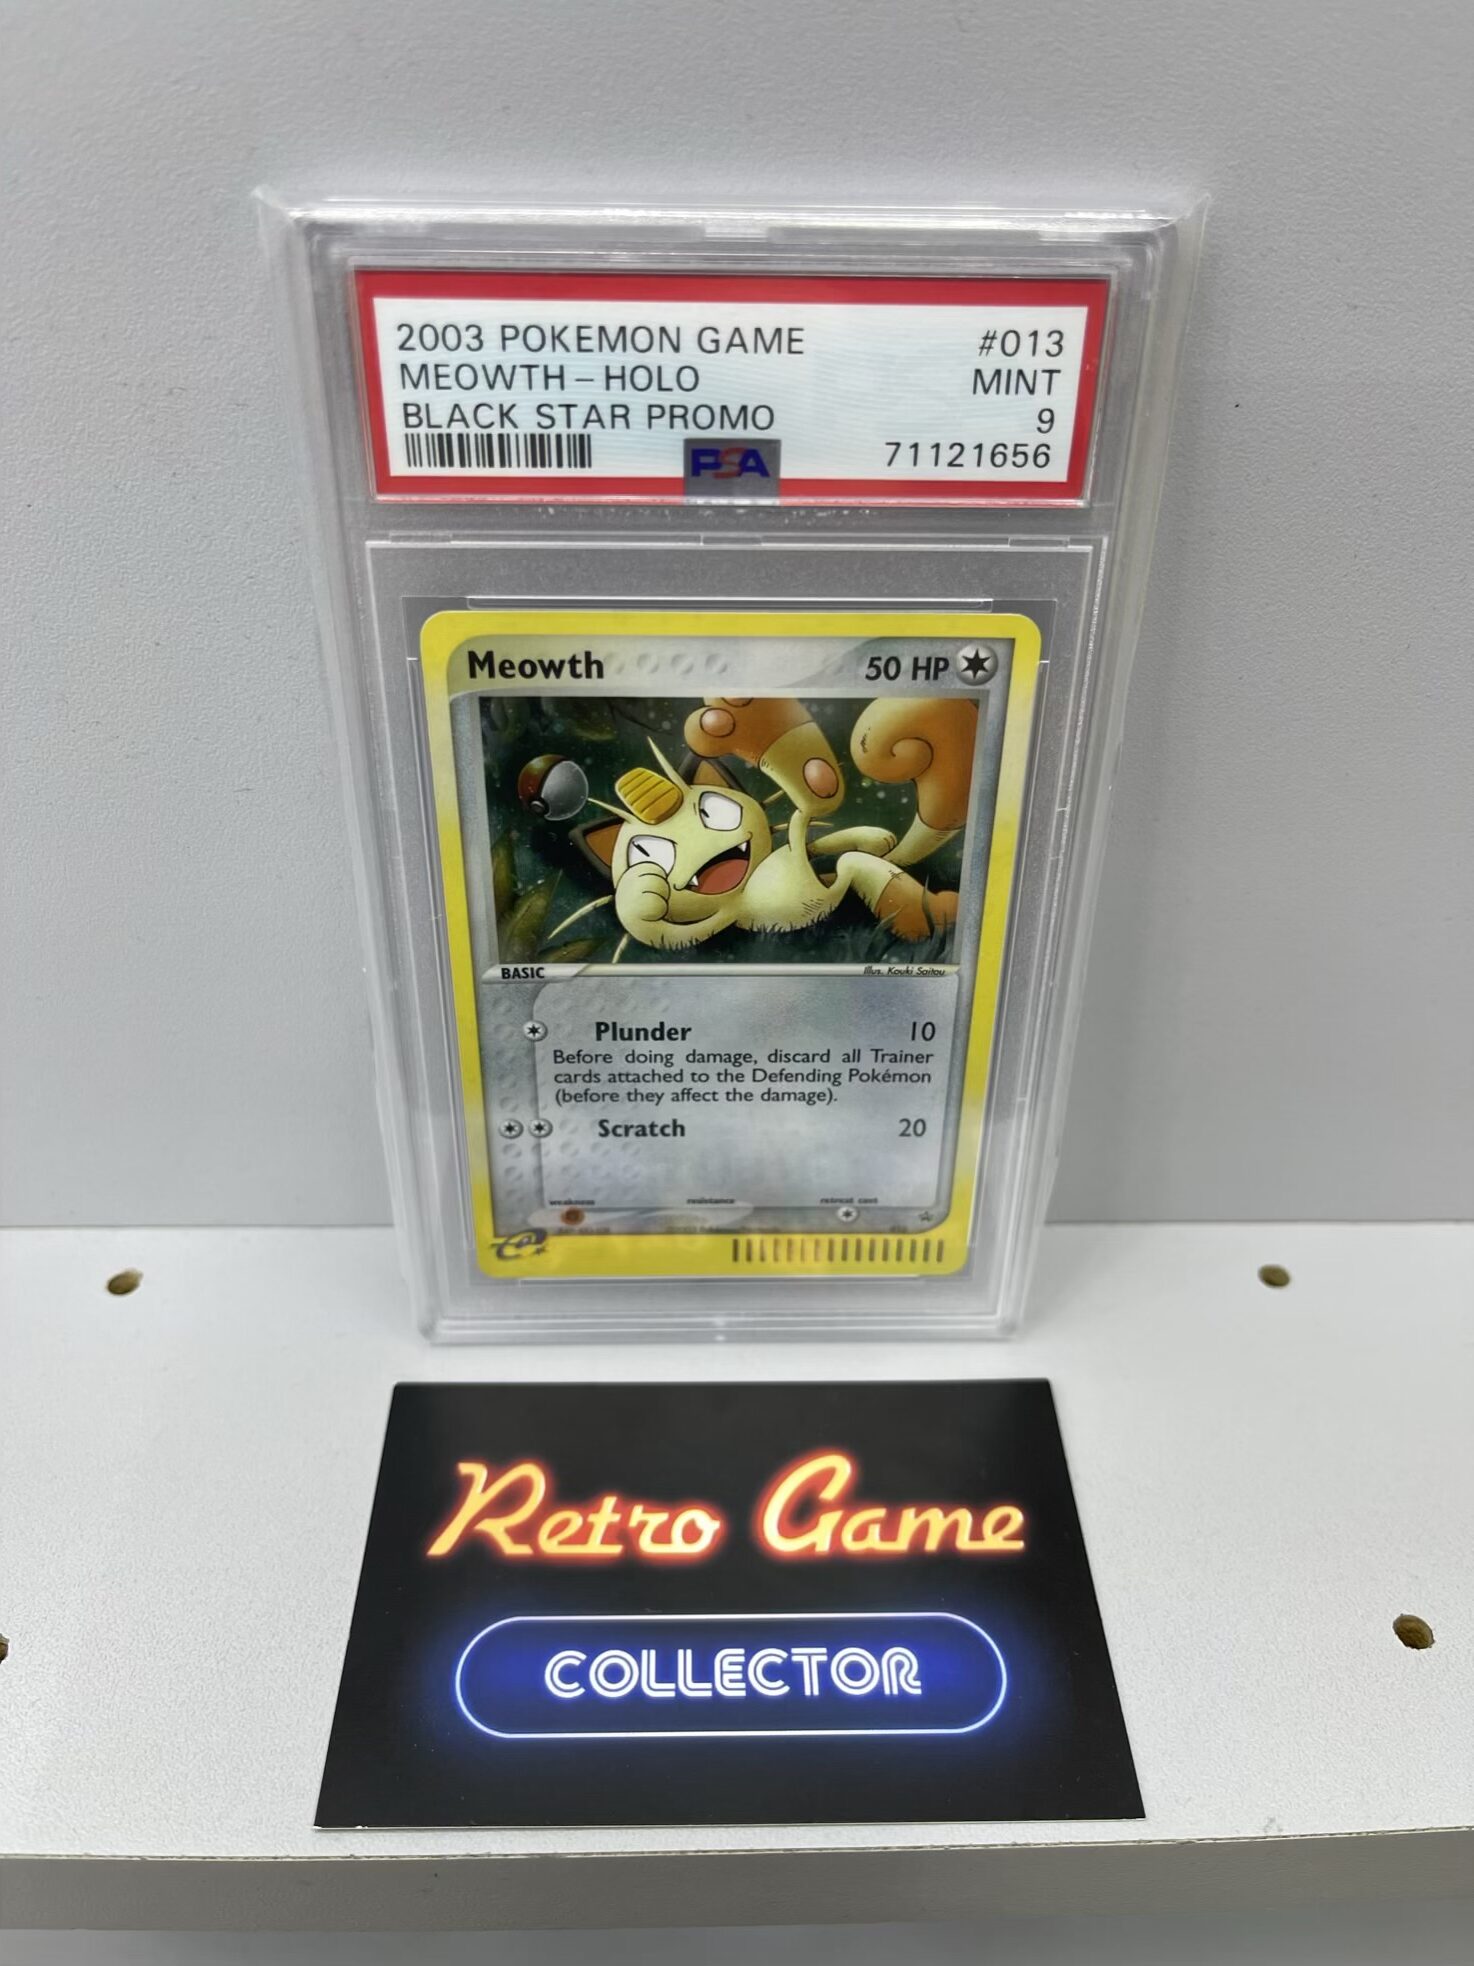 2003 POKEMON GAME #013
MEOWTH - HOLO MINT
BLACK STAR PROMO 9
PSA 71121656
Meowth 50 HP
BASIC Illus. Kouki Saitou
Plunder 10
Before doing damage, discard all Trainer
cards attached to the Defending Pokémon
(before they affect the damage).
Scratch 20
weakness resistance retreat cost
Retro Game
COLLECTOR